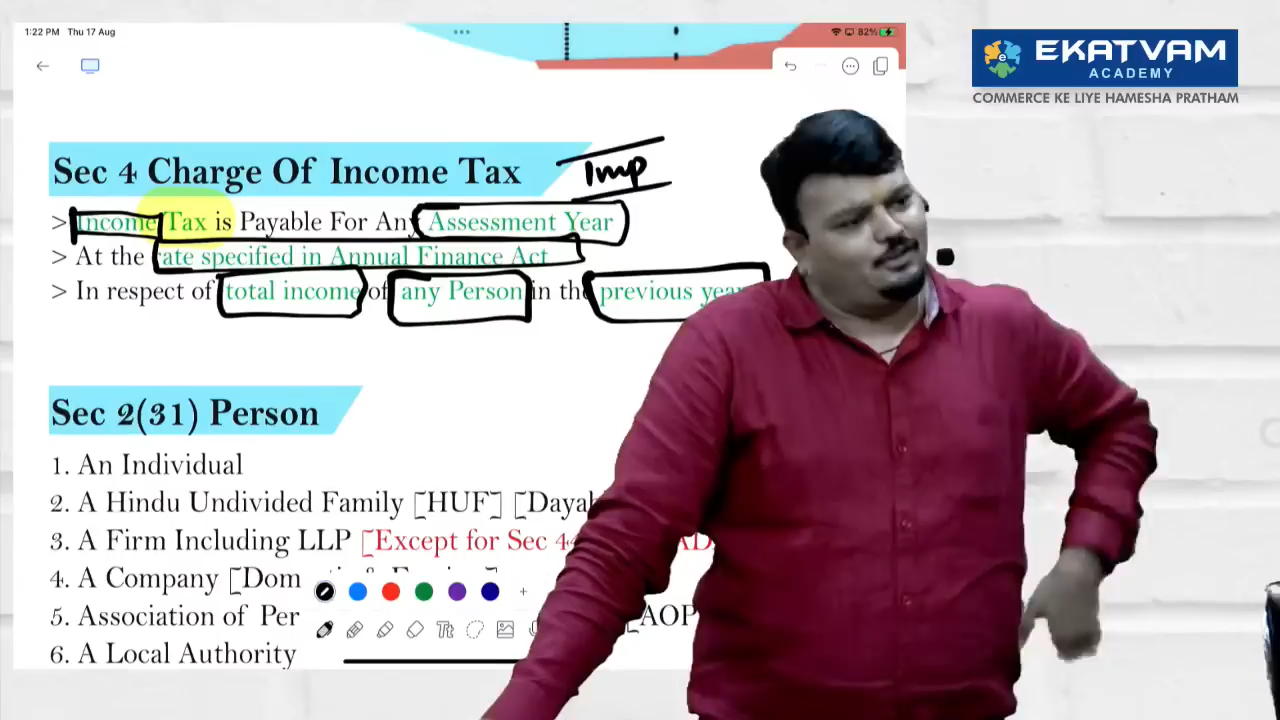 1:22 PM Thu 17 Aug
82%
EKATVAM
ACADEMY
COMMERCE KE LIYE HAMESHA PRATHAM
Sec 4 Charge Of Income Tax
Imp
> Income Tax is Payable For Any Assessment Year
> At the rate specified in Annual Finance Act
> In respect of total income of any Person in the previous year
Sec 2(31) Person
1. An Individual
2. A Hindu Undivided Family [HUF]
3. A Firm Including LLP [Except for Sec
4. A Company
5. Association of [AOP
6. A Local Authority
Tt